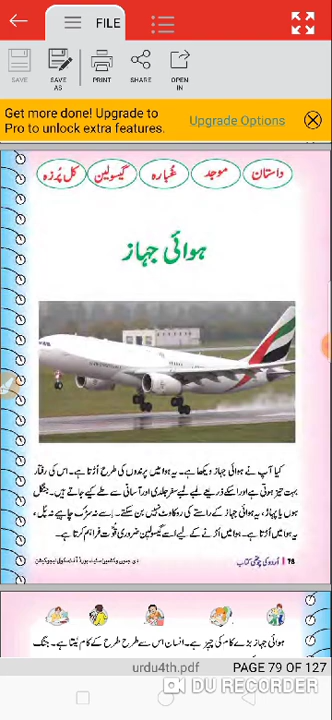 FILE
SAVE
SAVE AS
PRINT
SHARE
OPEN IN
Get more done! Upgrade to
Pro to unlock extra features.
Upgrade Options
داستان موجد غبارہ گیسولین کل پرزہ
ہوائی جہاز
کیا آپ نے ہوائی جہاز دیکھا ہے۔ یہ ہوا میں پرندوں کی طرح اُڑتا ہے۔ اس کی رفتار
بہت تیز ہوتی ہے اور اسکے ذریعے لمبے لمبے سفر جلدی اور آسانی سے طے کیے جاتے ہیں۔ جنگل
ہوں یا پہاڑ، یہ ہوائی جہاز کے راستے کی رکاوٹ نہیں بن سکتے۔ اِسے نہ سڑک چاہیے نہ پُل،
یہ ہوا میں اُڑتا ہے۔ ہوا میں اُڑنے کے لیے اسے گیسولین ضروری قوّت فراہم کرتا ہے۔
78 اُردو کی چوتھی کتاب
ہوائی جہاز بڑے کام کی چیز ہے۔ انسان اس سے طرح طرح کے کام لیتا ہے۔ جنگ
urdu4th.pdf
PAGE 79 OF 127
DU RECORDER